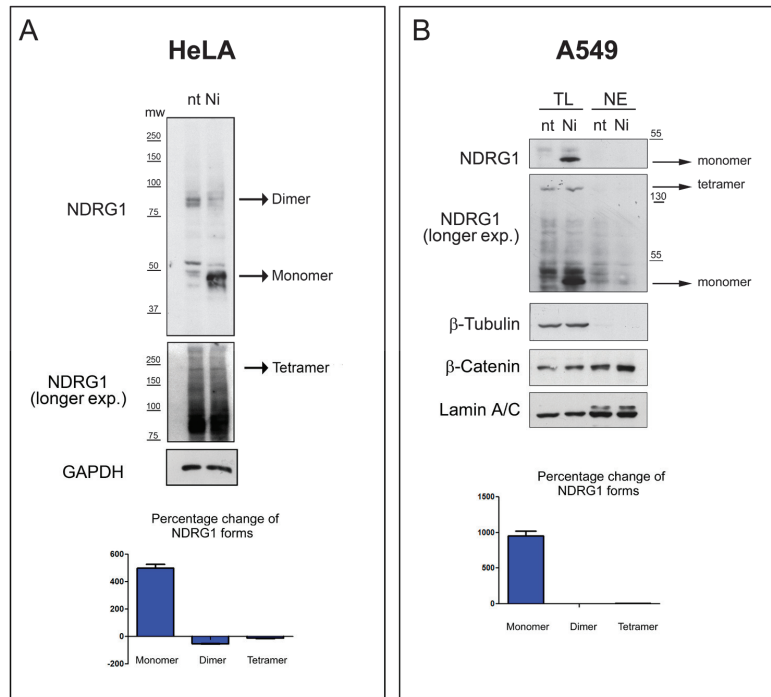 A
HeLA
nt Ni
mw
250
150
100
75
50
37
NDRG1
Dimer
Monomer
250
150
100
75
NDRG1
(longer exp.)
Tetramer
GAPDH
Percentage change of
NDRG1 forms
600
400
200
0
-200
Monomer Dimer Tetramer
B
A549
TL NE
nt Ni nt Ni
55
NDRG1
monomer
tetramer
130
NDRG1
(longer exp.)
55
monomer
β-Tubulin
β-Catenin
Lamin A/C
Percentage change of
NDRG1 forms
1500
1000
500
0
Monomer Dimer Tetramer